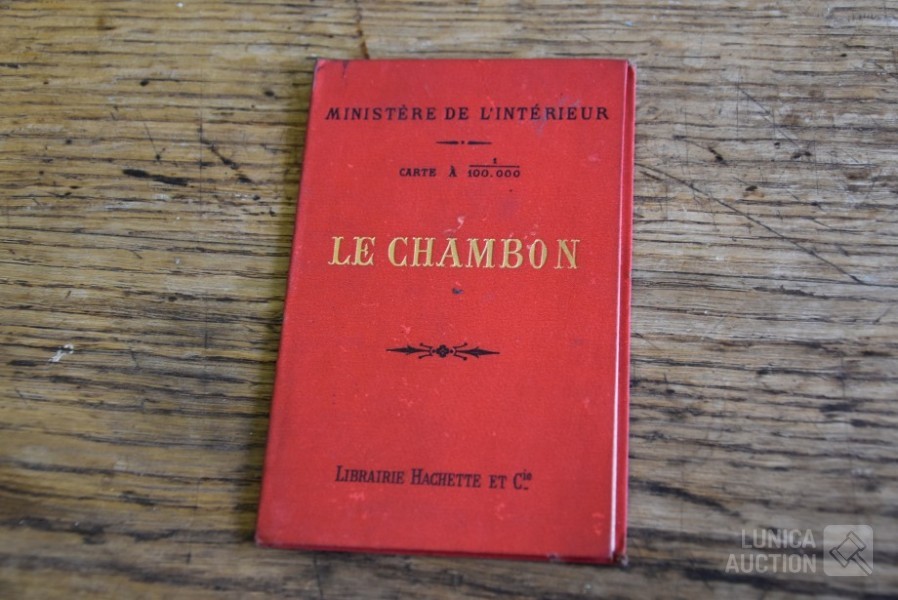 MINISTÈRE DE L'INTÉRIEUR
CARTE À 1/100.000
LE CHAMBON
LIBRAIRIE HACHETTE ET Cie
LUNICA
AUCTION